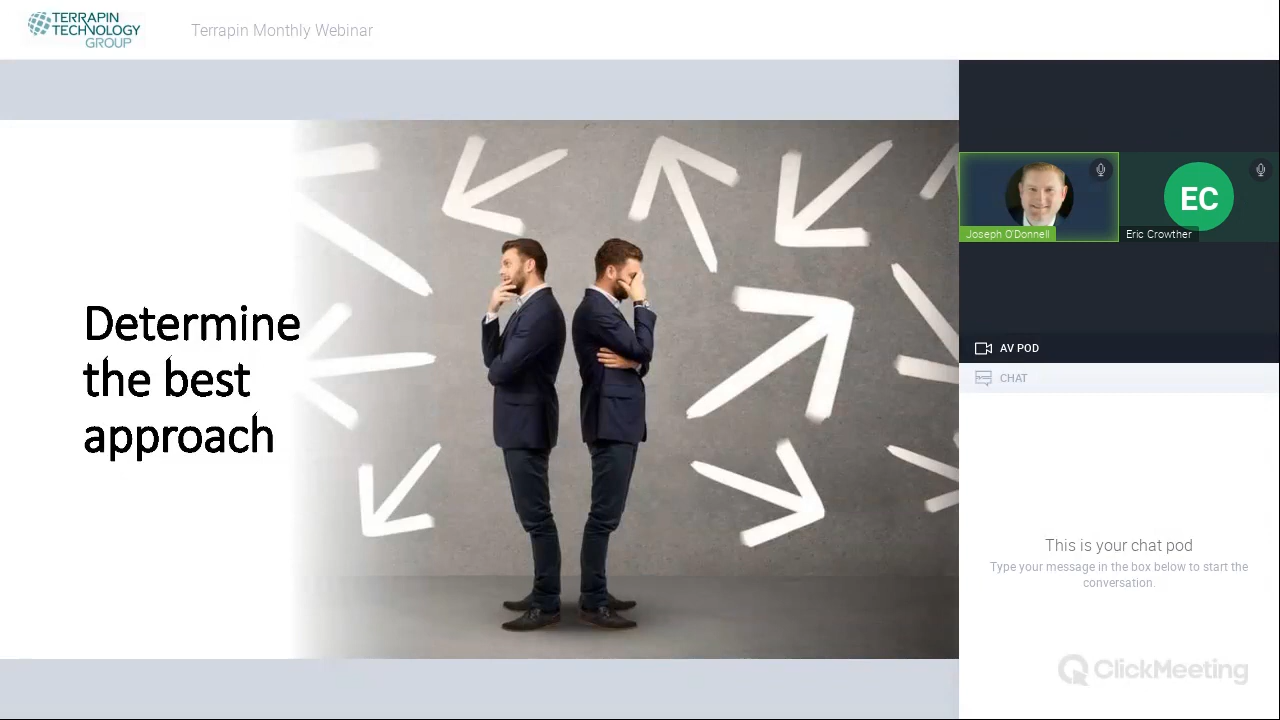 TERRAPIN
TECHNOLOGY
GROUP
Terrapin Monthly Webinar
Determine
the best
approach
EC
Joseph O'Donnell
Eric Crowther
AV POD
CHAT
This is your chat pod
Type your message in the box below to start the
conversation.
ClickMeeting